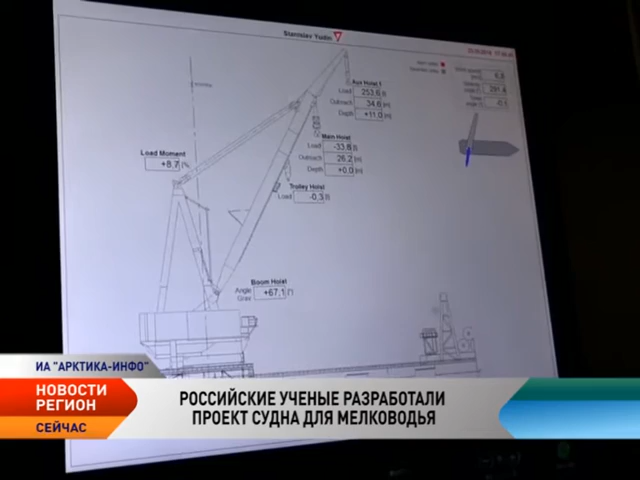 Stanislav Yudin
Aux Hoist 1
Load 253,6 [t]
Outreach 34,6 [m]
Depth +11,0 [m]
Main Hoist
Load -33,8 [t]
Outreach 26,2 [m]
Depth +0,0 [m]
Load Moment
+8,7 [%]
Trolley Hoist
Load -0,3 [t]
Boom Hoist
Angle
Grav +67,1 [°]
6,8
291,4
-0,1
ИА "АРКТИКА-ИНФО"
НОВОСТИ
РЕГИОН
СЕЙЧАС
РОССИЙСКИЕ УЧЕНЫЕ РАЗРАБОТАЛИ
ПРОЕКТ СУДНА ДЛЯ МЕЛКОВОДЬЯ